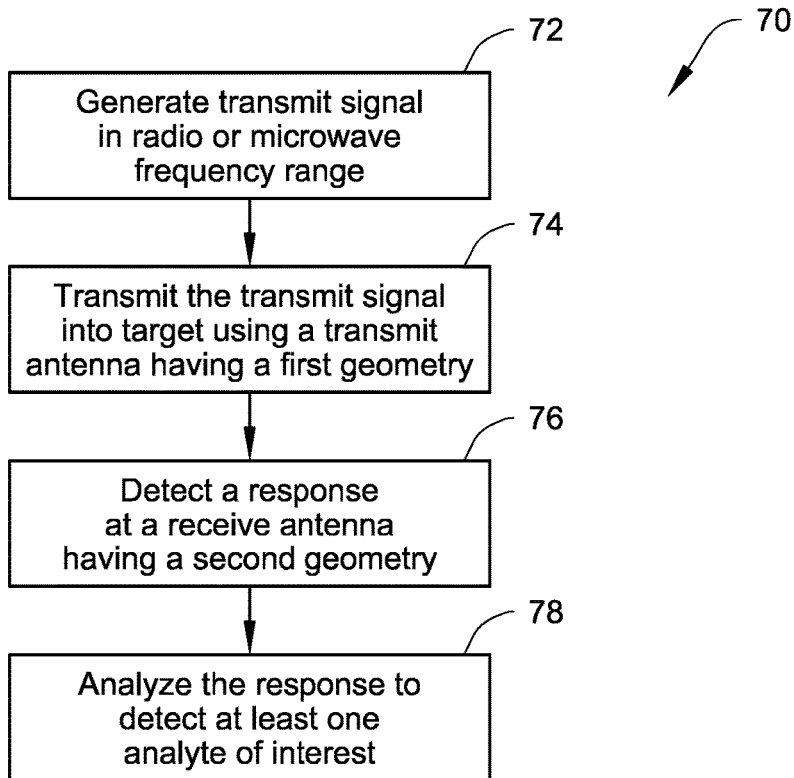 72
70
Generate transmit signal
in radio or microwave
frequency range
74
Transmit the transmit signal
into target using a transmit
antenna having a first geometry
76
Detect a response
at a receive antenna
having a second geometry
78
Analyze the response to
detect at least one
analyte of interest